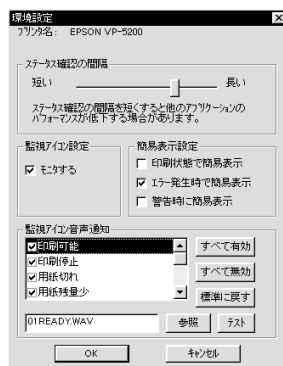 環境設定
プリンタ名: EPSON VP-5200
ステータス確認の間隔
短い
長い
ステータス確認の間隔を短くすると他のアプリケーションの
パフォーマンスが低下する場合があります。
監視アイコン設定
モニタする
簡易表示設定
印刷状態で簡易表示
エラー発生時で簡易表示
警告時に簡易表示
監視アイコン音声通知
印刷可能
印刷停止
用紙切れ
用紙残量少
すべて有効
すべて無効
標準に戻す
01READY.WAV
参照
テスト
OK
キャンセル